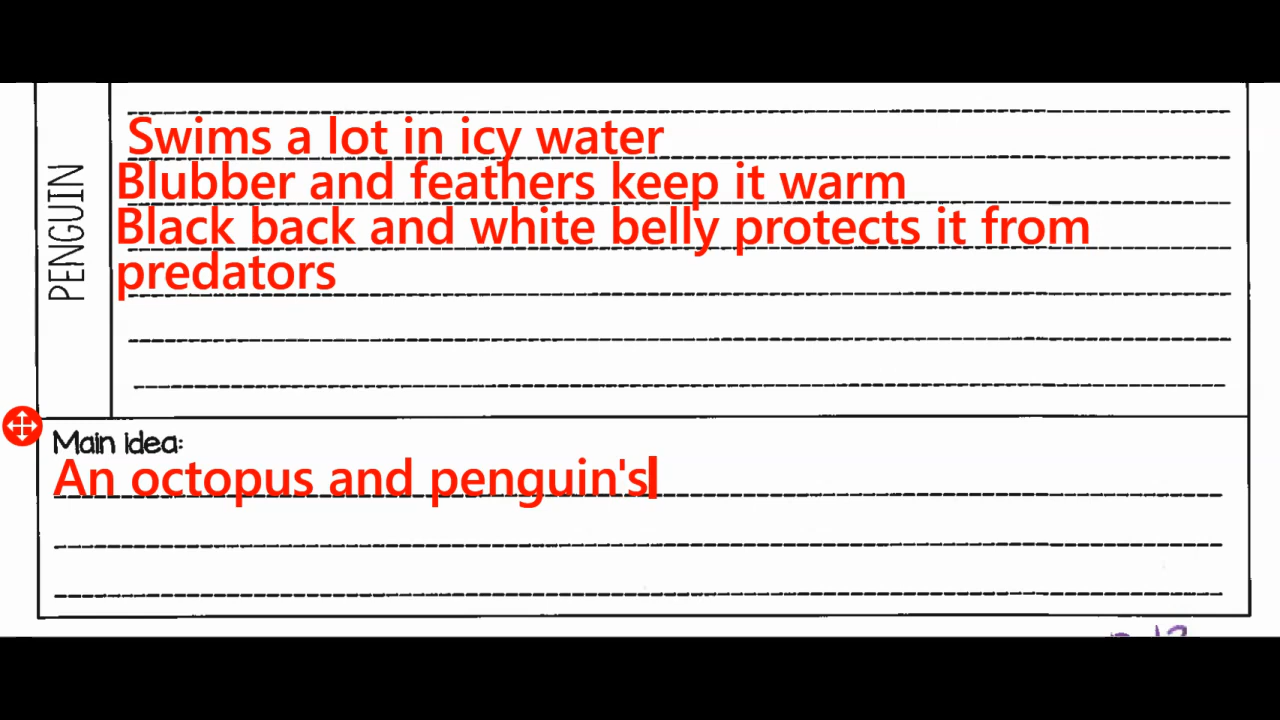 PENGUIN
Swims a lot in icy water
Blubber and feathers keep it warm
Black back and white belly protects it from
predators
Main idea:
An octopus and penguin's